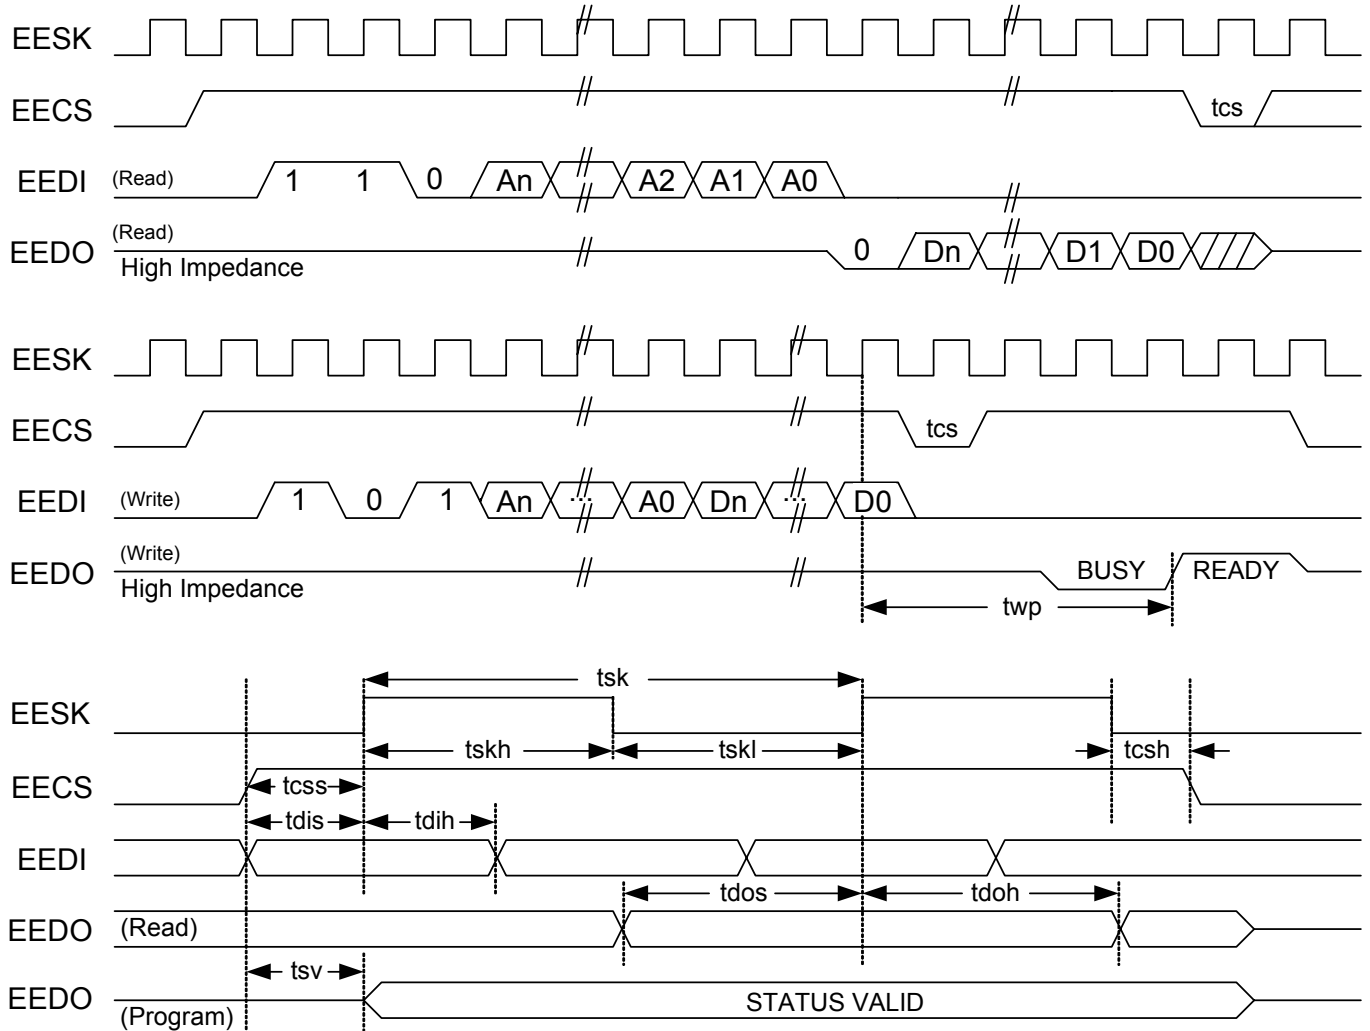 EESK
EECS tcs
EEDI (Read) 1 1 0 An A2 A1 A0
EEDO (Read) High Impedance 0 Dn D1 D0
EESK
EECS tcs
EEDI (Write) 1 0 1 An ... A0 Dn ... D0
EEDO (Write) High Impedance BUSY READY
twp
tsk
EESK
tskh tskl tcsh
EECS tcss
tdis tdih
EEDI
tdos tdoh
EEDO (Read)
tsv
EEDO (Program) STATUS VALID